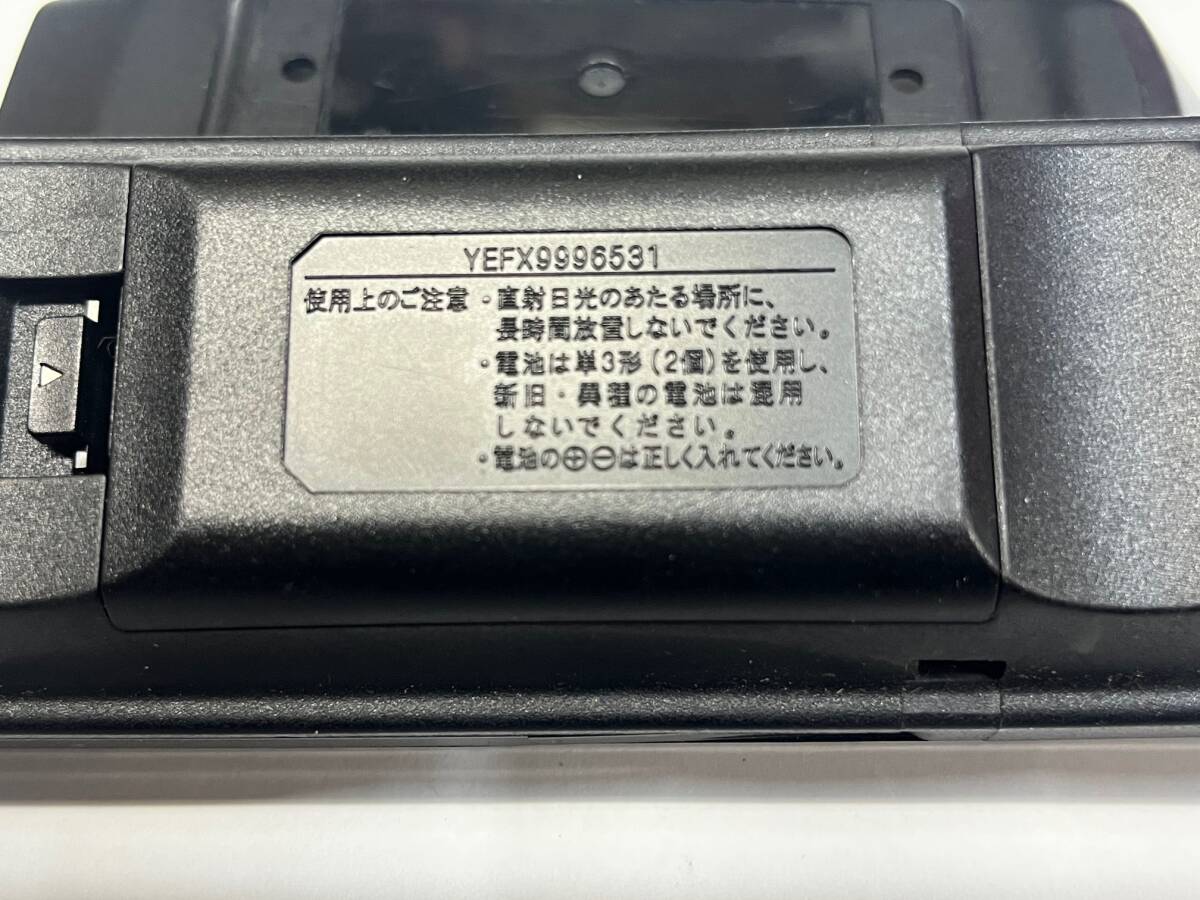 YEFX9996531
使用上のご注意 ・直射日光のあたる場所に、
長時間放置しないでください。
・電池は単3形(2個)を使用し、
新旧・異種の電池は混用
しないでください。
・電池の⊕⊖は正しく入れてください。